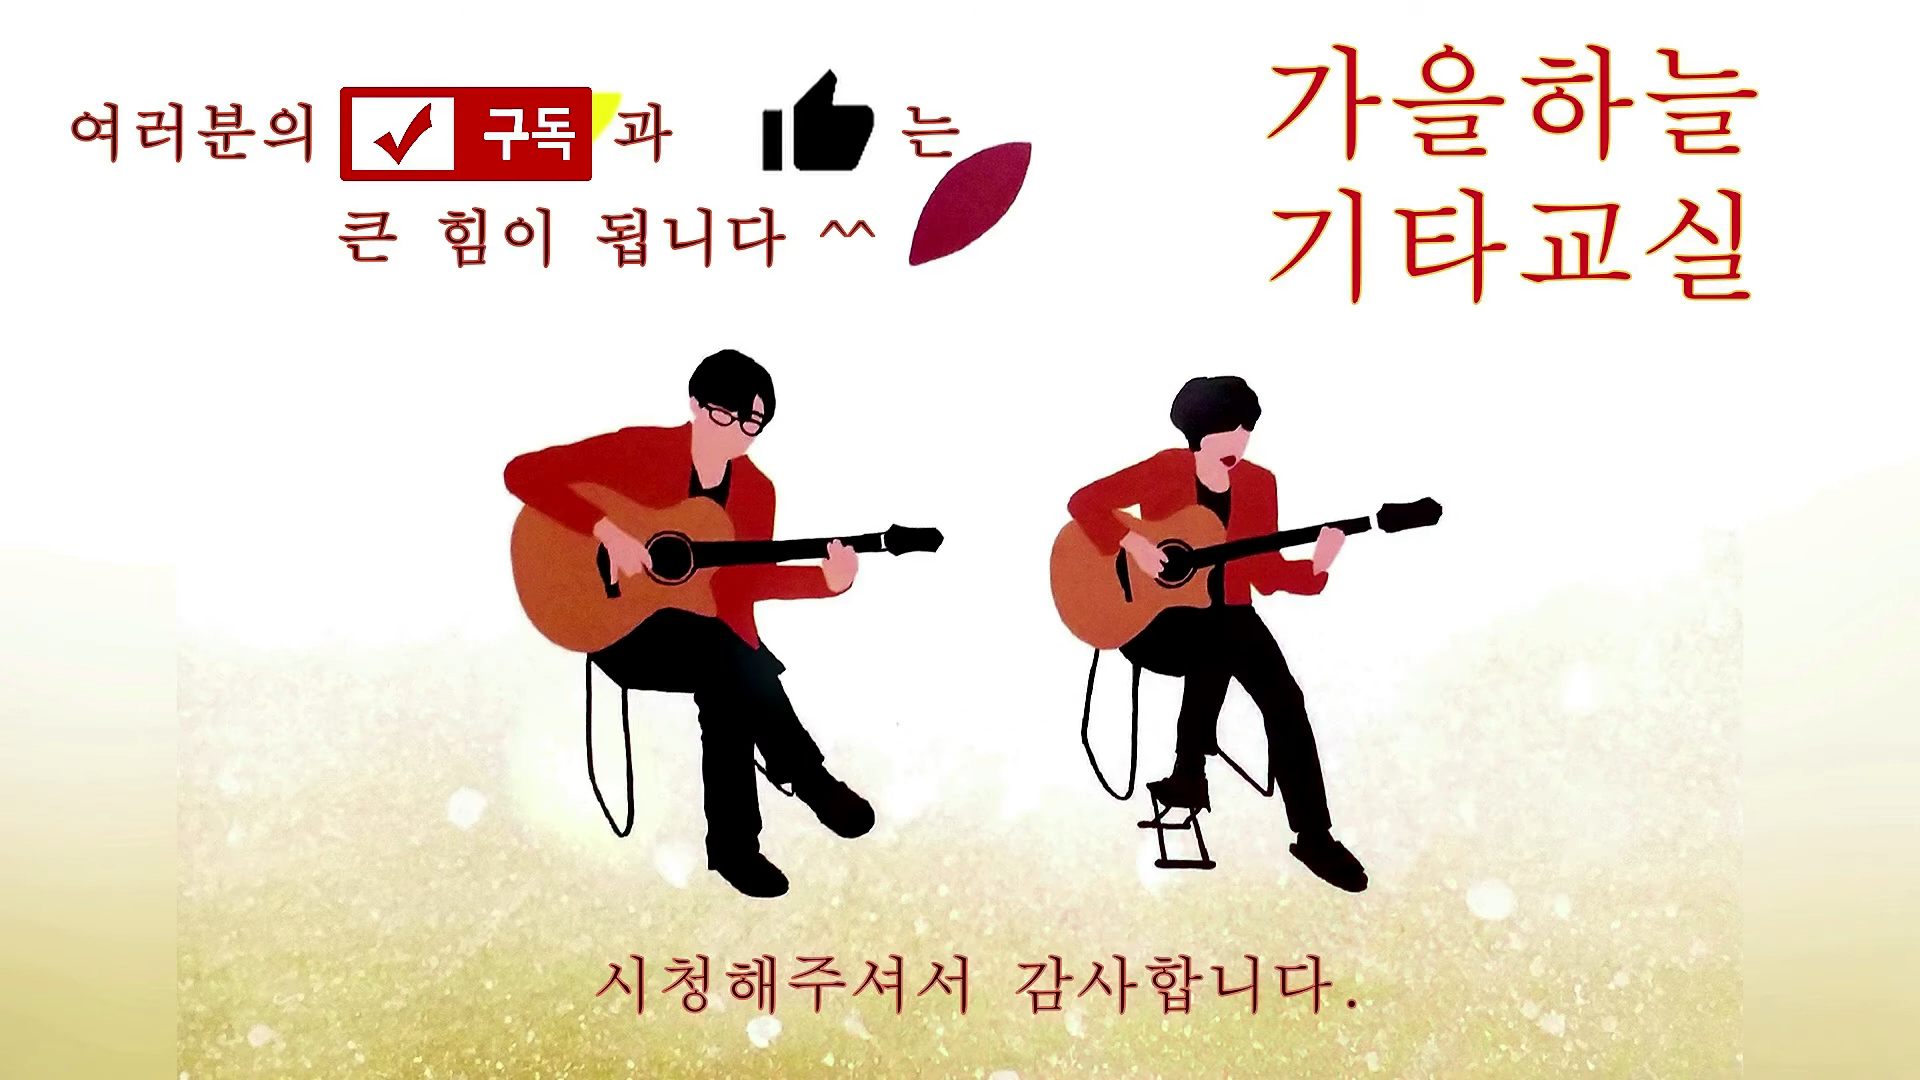 여러분의 구독과 는
큰 힘이 됩니다 ^^
가을하늘
기타교실
시청해주셔서 감사합니다.